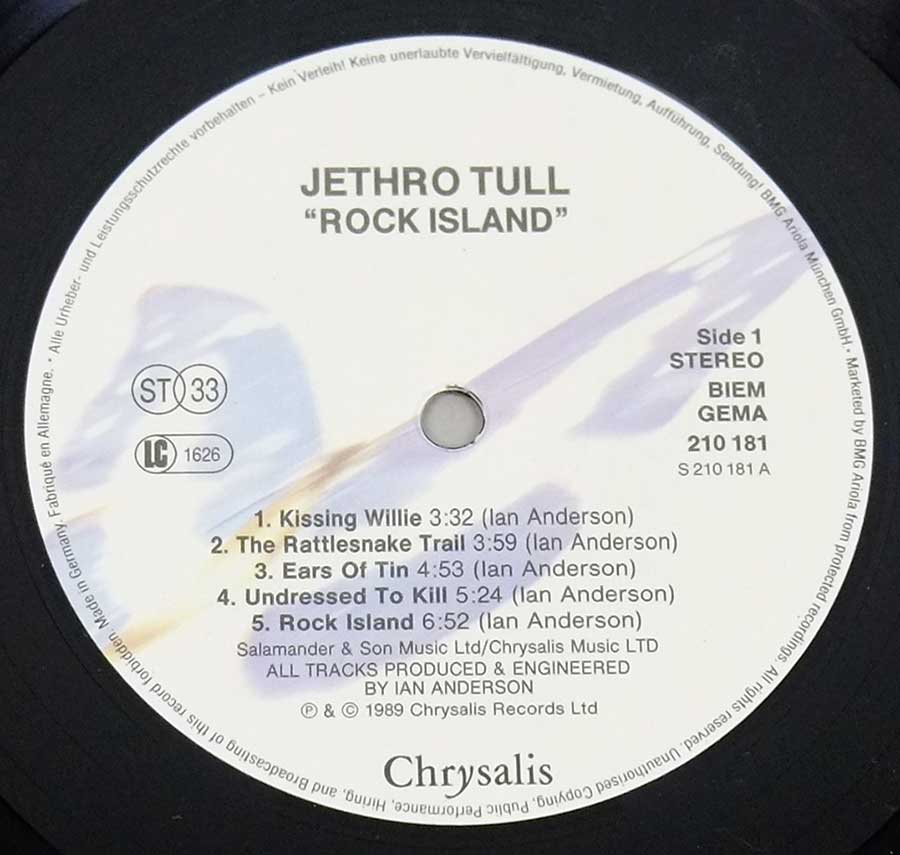 Alle Urheber- und Leistungsschutzrechte vorbehalten – Kein Verleih! Keine unerlaubte Vervielfältigung, Vermietung, Aufführung, Sendung! BMG Ariola München GmbH. • Marketed by BMG Ariola from protected recordings. All rights reserved. Unauthorised Copying, Public Performance, Hiring, and Broadcasting of this record forbidden. Made in Germany. Fabriqué en Allemagne. •
JETHRO TULL
“ROCK ISLAND”
Side 1
STEREO
ST 33
BIEM
GEMA
210 181
LC 1626
S 210 181 A
1. Kissing Willie 3:32 (Ian Anderson)
2. The Rattlesnake Trail 3:59 (Ian Anderson)
3. Ears Of Tin 4:53 (Ian Anderson)
4. Undressed To Kill 5:24 (Ian Anderson)
5. Rock Island 6:52 (Ian Anderson)
Salamander & Son Music Ltd/Chrysalis Music LTD
ALL TRACKS PRODUCED & ENGINEERED
BY IAN ANDERSON
℗ & © 1989 Chrysalis Records Ltd
Chrysalis